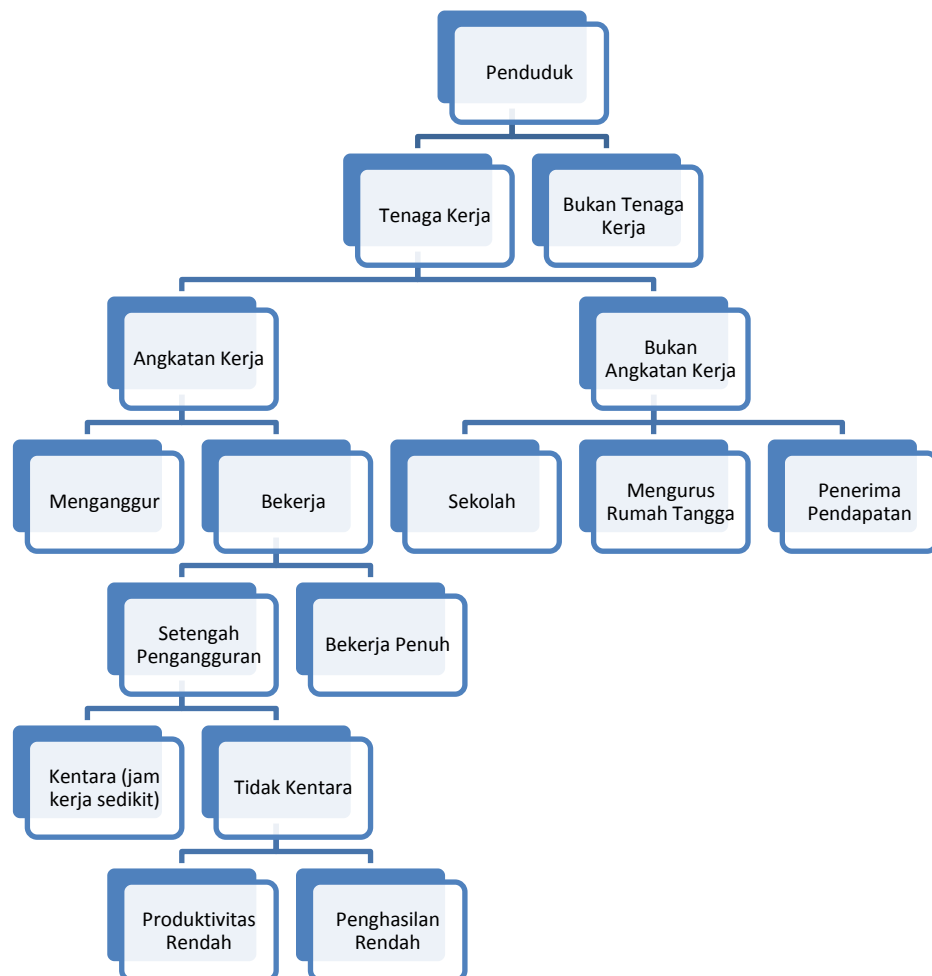 Penduduk
Tenaga Kerja
Bukan Tenaga
Kerja
Angkatan Kerja
Bukan
Angkatan Kerja
Menganggur
Bekerja
Sekolah
Mengurus
Rumah Tangga
Penerima
Pendapatan
Setengah
Pengangguran
Bekerja Penuh
Kentara (jam
kerja sedikit)
Tidak Kentara
Produktivitas
Rendah
Penghasilan
Rendah